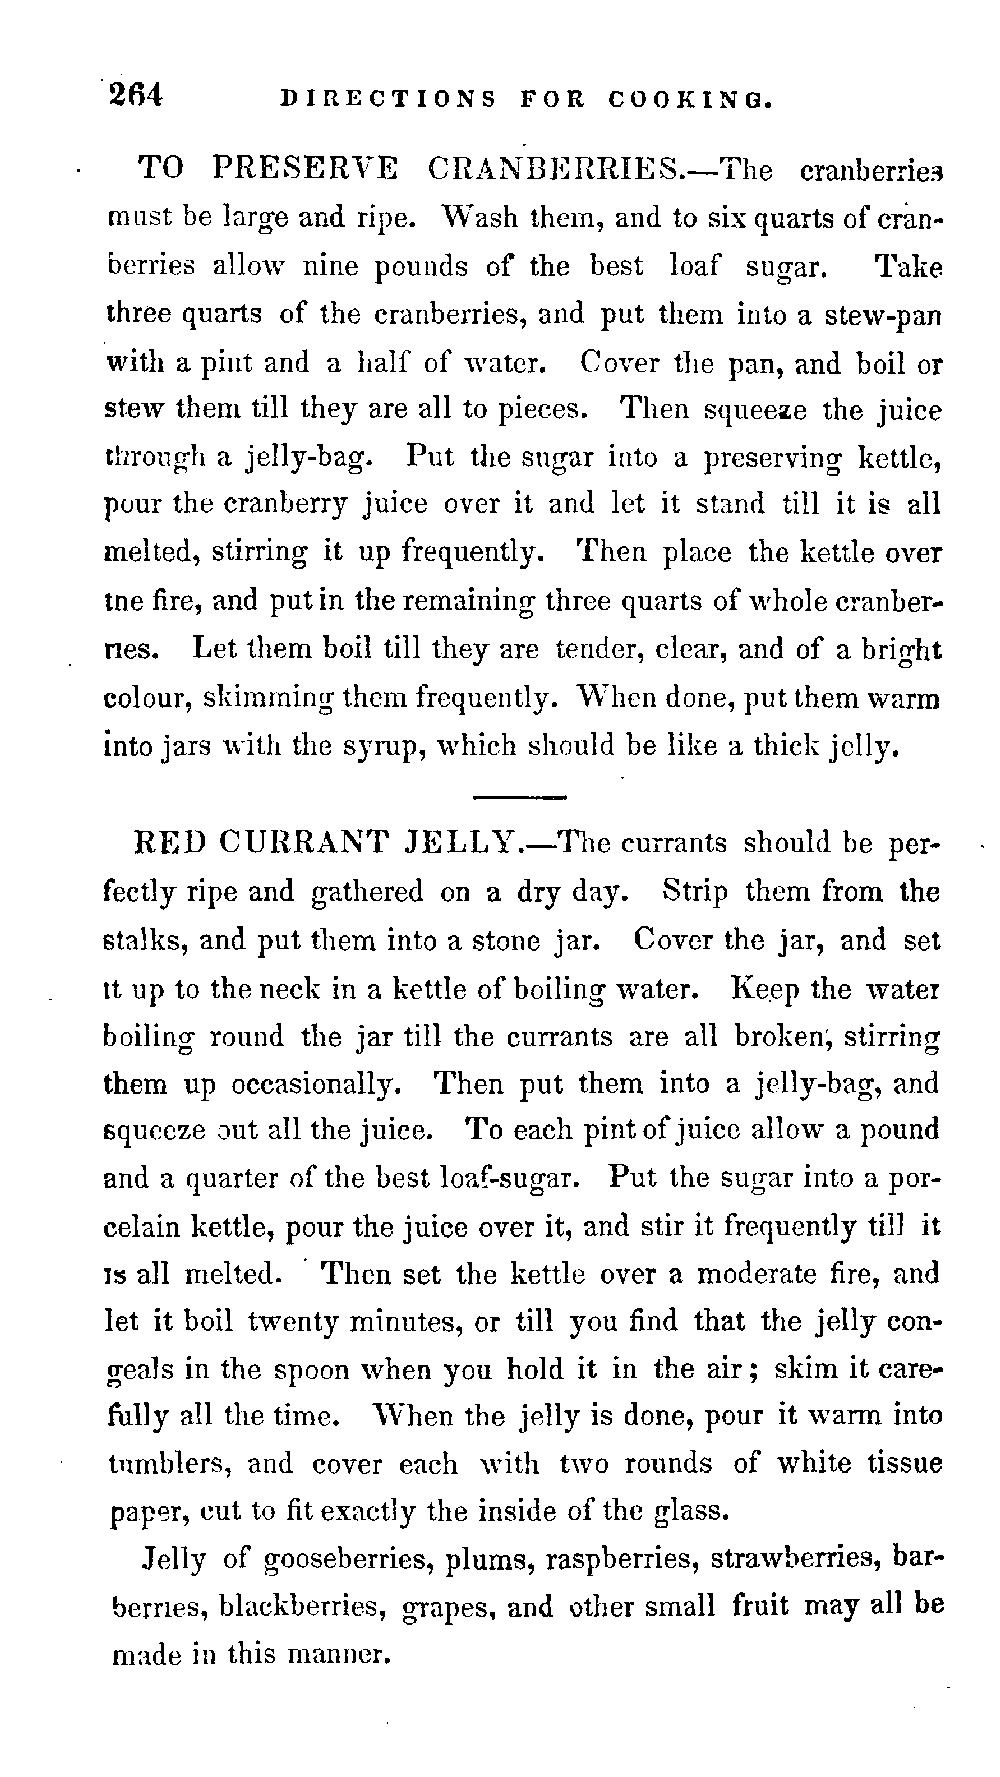 264 DIRECTIONS FOR COOKING.
TO PRESERVE CRANBERRIES.—The cranberries
must be large and ripe. Wash them, and to six quarts of cran-
berries allow nine pounds of the best loaf sugar. Take
three quarts of the cranberries, and put them into a stew-pan
with a pint and a half of water. Cover the pan, and boil or
stew them till they are all to pieces. Then squeeze the juice
through a jelly-bag. Put the sugar into a preserving kettle,
pour the cranberry juice over it and let it stand till it is all
melted, stirring it up frequently. Then place the kettle over
the fire, and put in the remaining three quarts of whole cranber-
ries. Let them boil till they are tender, clear, and of a bright
colour, skimming them frequently. When done, put them warm
into jars with the syrup, which should be like a thick jelly.
RED CURRANT JELLY.—The currants should be per-
fectly ripe and gathered on a dry day. Strip them from the
stalks, and put them into a stone jar. Cover the jar, and set
it up to the neck in a kettle of boiling water. Keep the water
boiling round the jar till the currants are all broken, stirring
them up occasionally. Then put them into a jelly-bag, and
squeeze out all the juice. To each pint of juice allow a pound
and a quarter of the best loaf-sugar. Put the sugar into a por-
celain kettle, pour the juice over it, and stir it frequently till it
is all melted. Then set the kettle over a moderate fire, and
let it boil twenty minutes, or till you find that the jelly con-
geals in the spoon when you hold it in the air; skim it care-
fully all the time. When the jelly is done, pour it warm into
tumblers, and cover each with two rounds of white tissue
paper, cut to fit exactly the inside of the glass.
Jelly of gooseberries, plums, raspberries, strawberries, bar-
berries, blackberries, grapes, and other small fruit may all be
made in this manner.